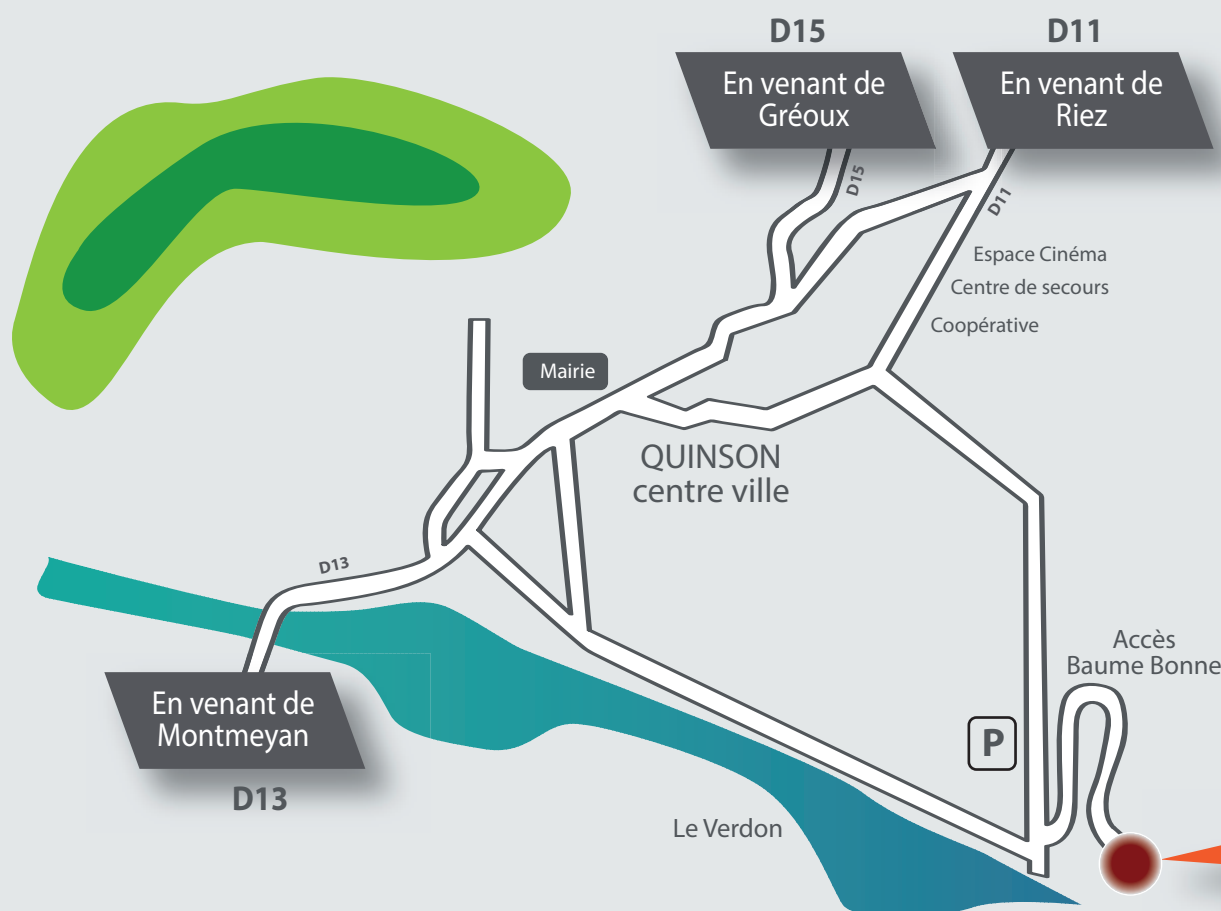 D15
En venant de
Gréoux
D11
En venant de
Riez
D15
D11
Espace Cinéma
Centre de secours
Coopérative
Mairie
QUINSON
centre ville
D13
En venant de
Montmeyan
D13
Accès
Baume Bonne
P
Le Verdon